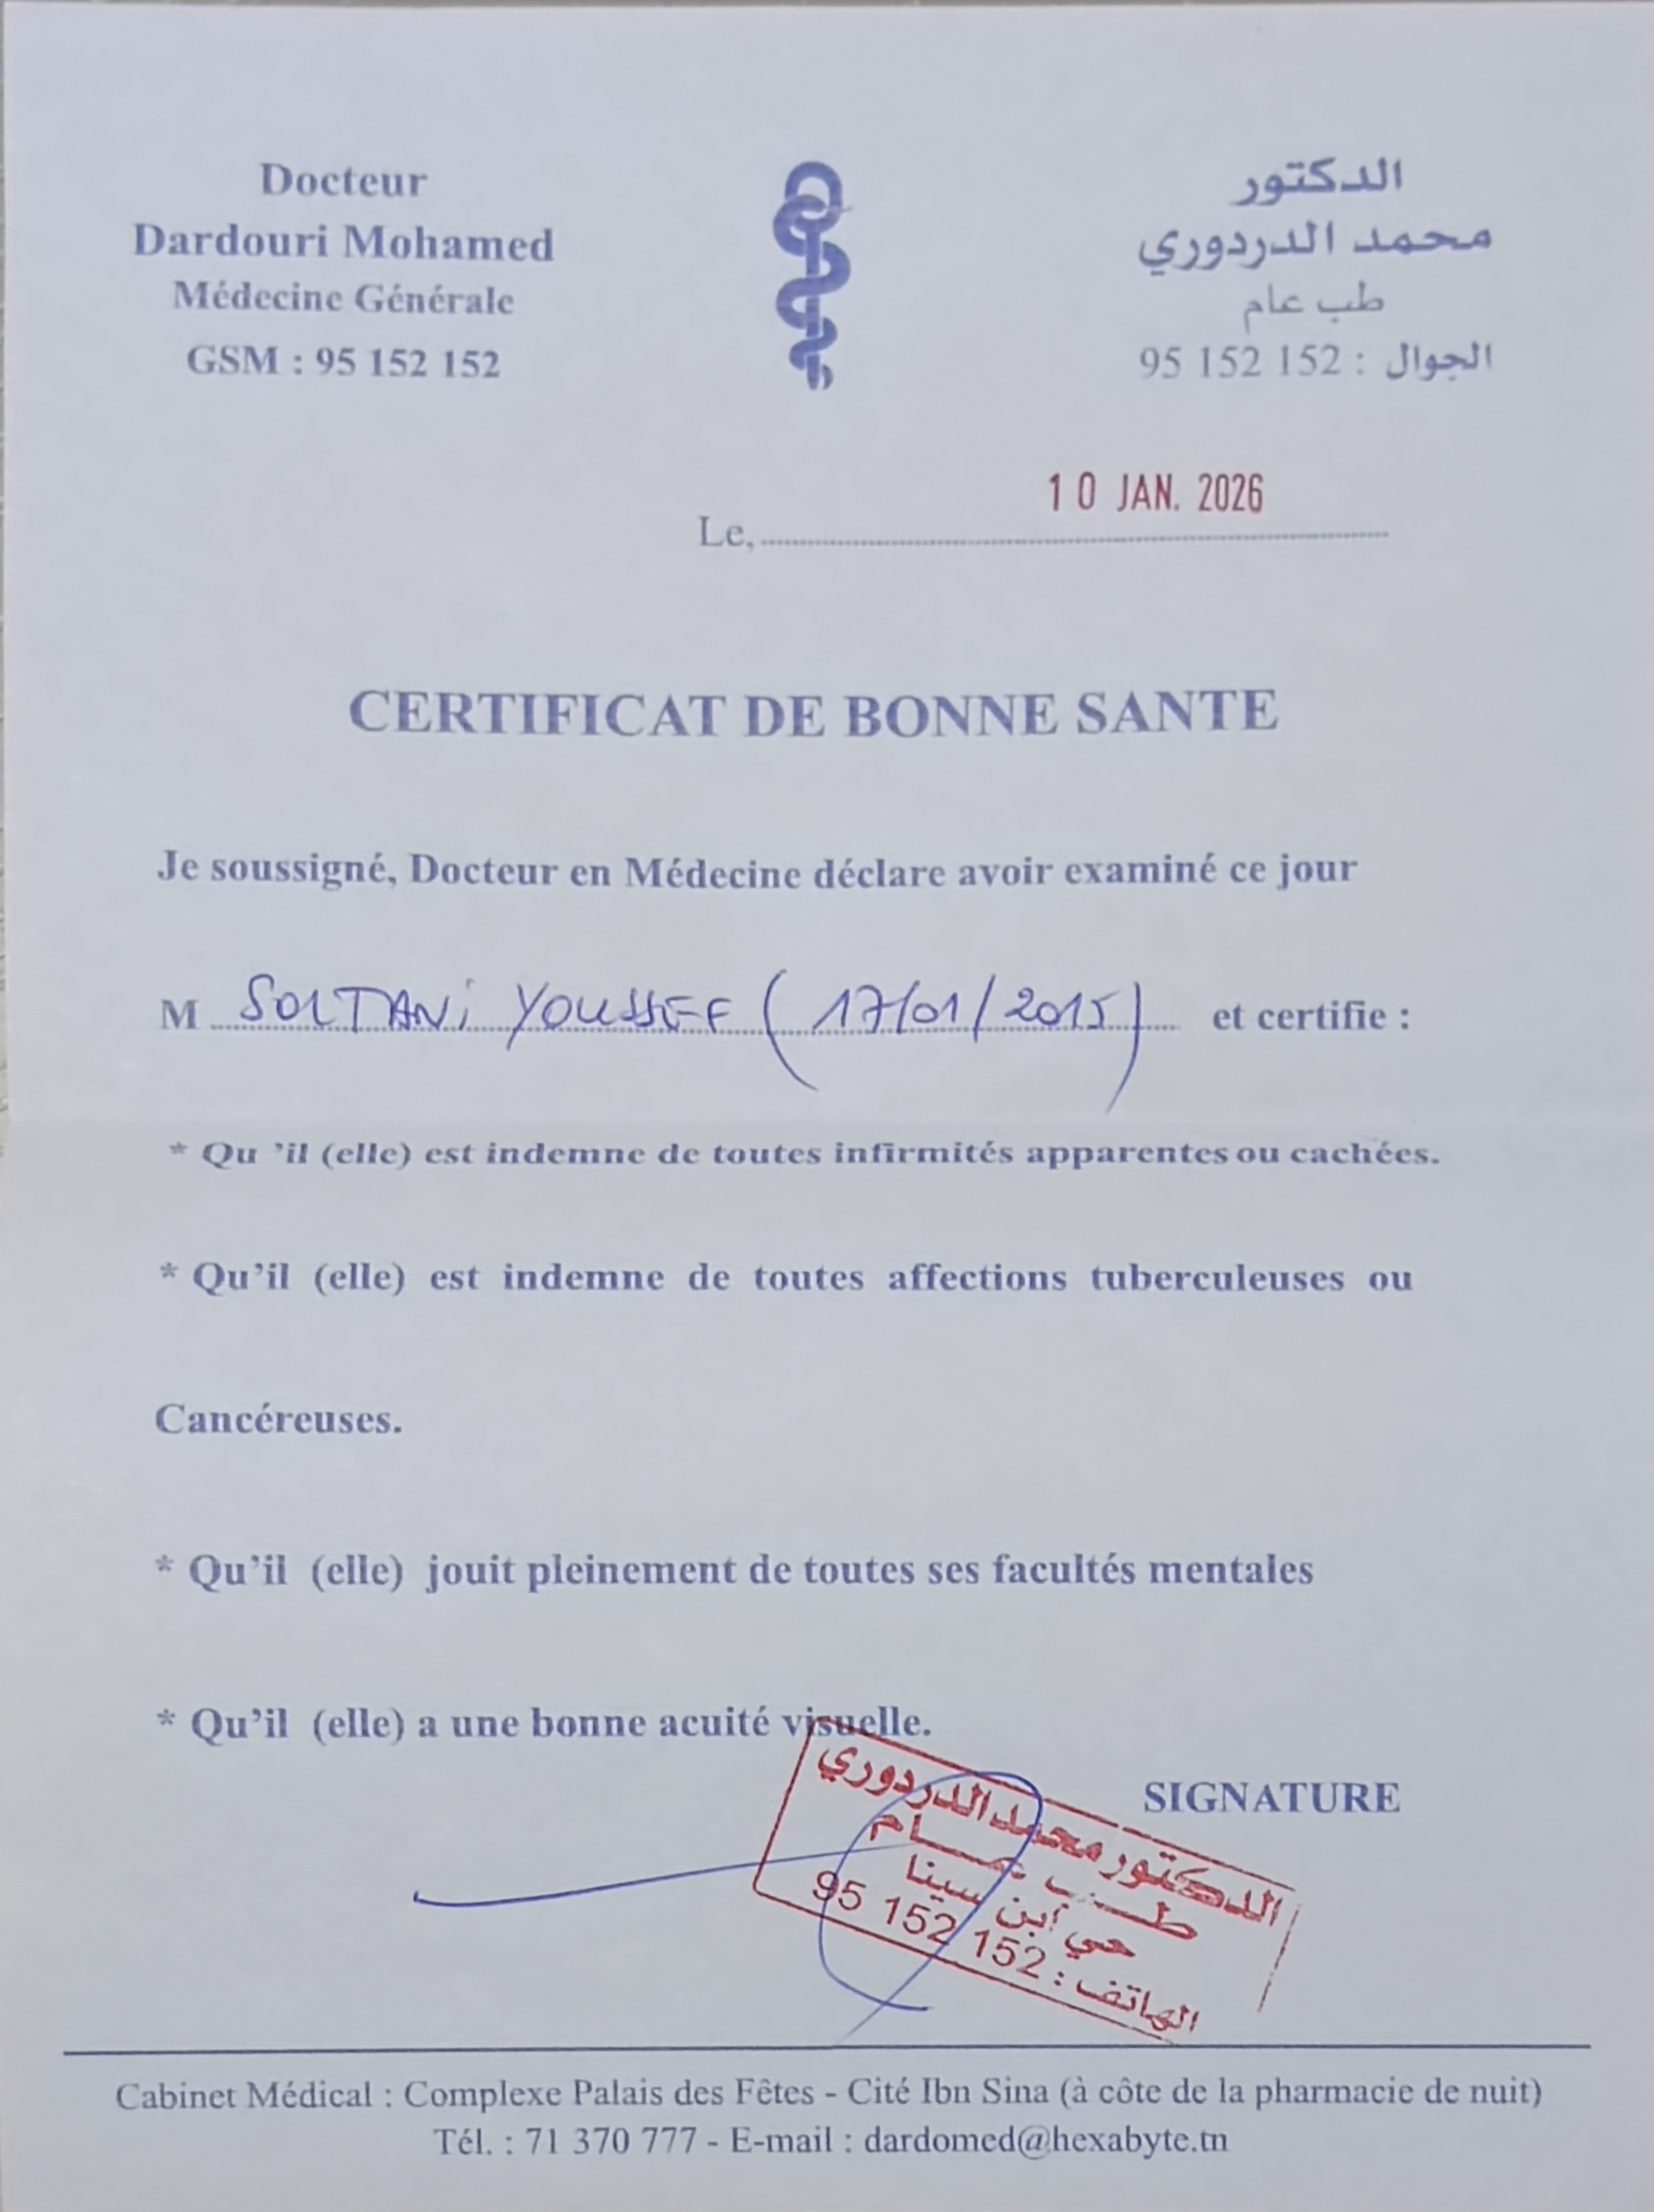 Docteur
Dardouri Mohamed
Médecine Générale
GSM : 95 152 152
الدكتور
محمد الدردوري
طب عام
الجوال : 152 152 95
10 JAN. 2026
Le,
CERTIFICAT DE BONNE SANTE
Je soussigné, Docteur en Médecine déclare avoir examiné ce jour
M SOLTANi YOUSSEF (17/01/2015) et certifie :
* Qu 'il (elle) est indemne de toutes infirmités apparentes ou cachées.
* Qu'il (elle) est indemne de toutes affections tuberculeuses ou
Cancéreuses.
* Qu'il (elle) jouit pleinement de toutes ses facultés mentales
* Qu'il (elle) a une bonne acuité visuelle.
SIGNATURE
الدكتور محمد الدردوري
طب عام
حي ابن سينا
الهاتف : 152 152 95
Cabinet Médical : Complexe Palais des Fêtes - Cité Ibn Sina (à côte de la pharmacie de nuit)
Tél. : 71 370 777 - E-mail : dardomed@hexabyte.tn